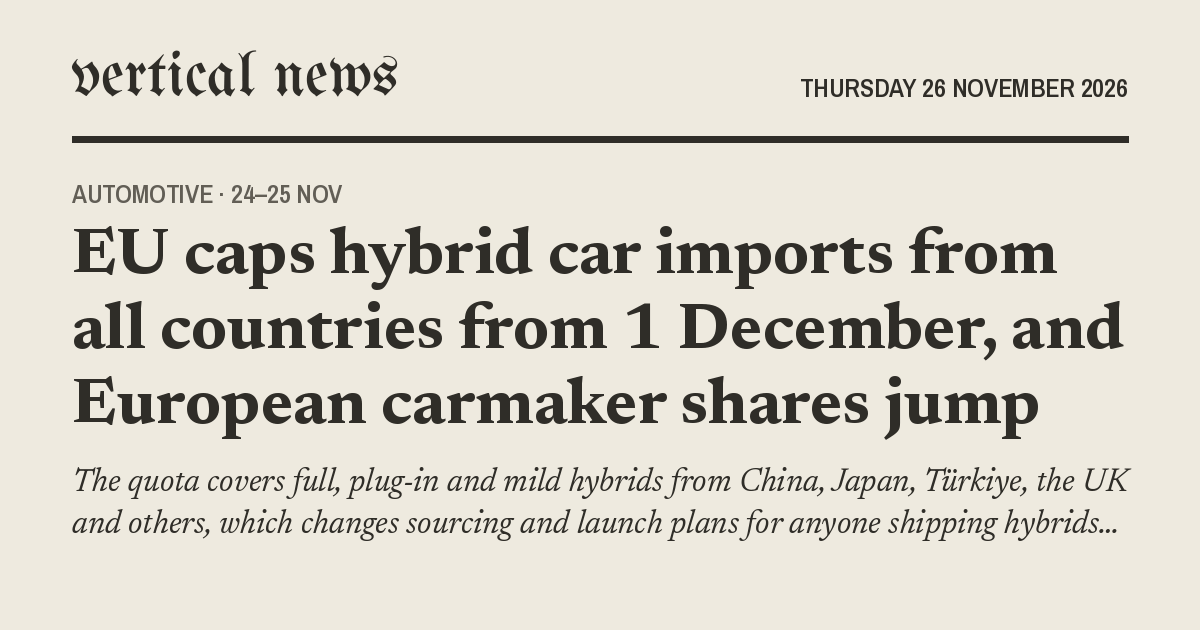 vertical news
THURSDAY 26 NOVEMBER 2026
AUTOMOTIVE · 24–25 NOV
EU caps hybrid car imports from
all countries from 1 December, and
European carmaker shares jump
The quota covers full, plug-in and mild hybrids from China, Japan, Türkiye, the UK
and others, which changes sourcing and launch plans for anyone shipping hybrids...